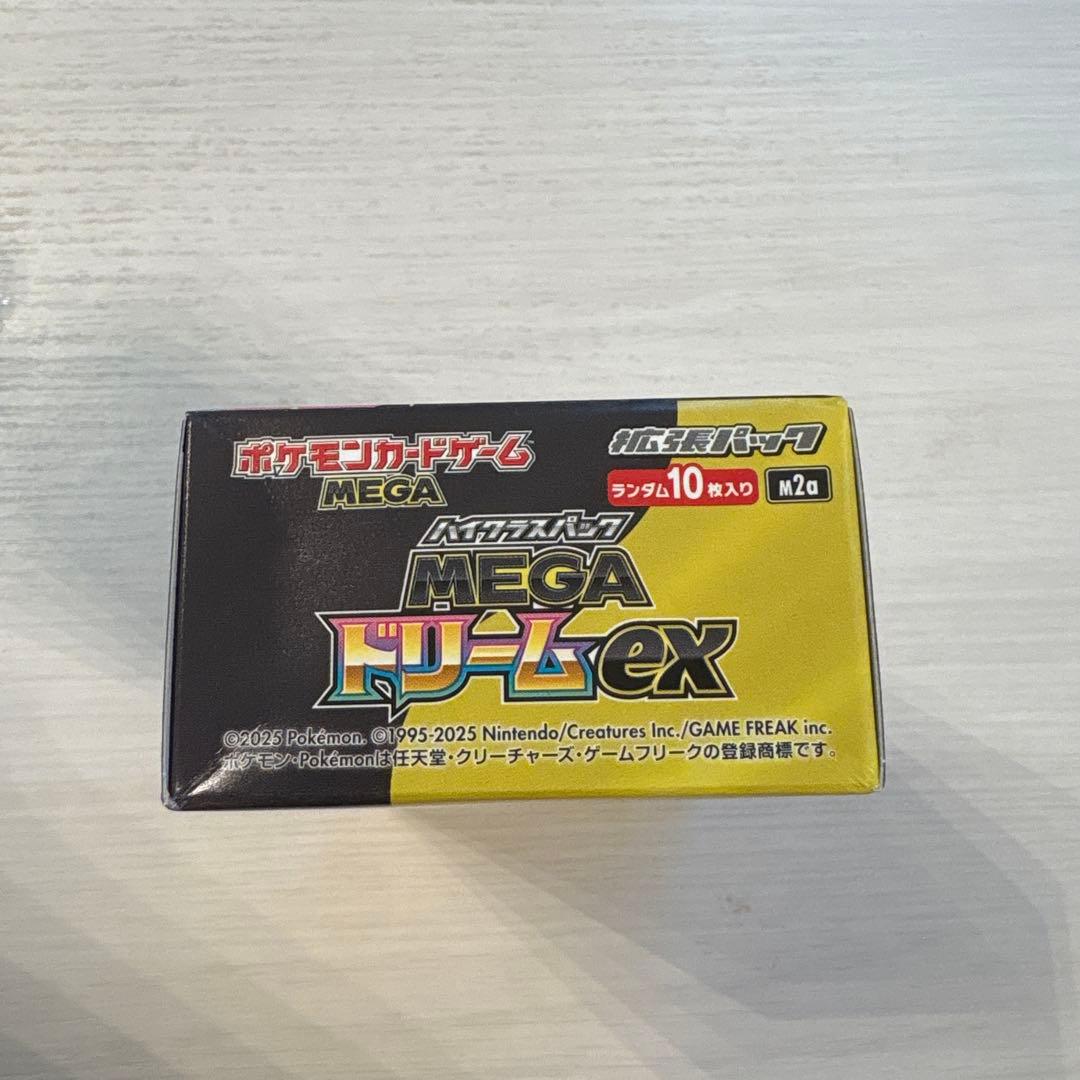 ポケモンカードゲーム
MEGA
拡張パック
ランダム10枚入り
M2a
ハイクラスパック
MEGA
ドリームex
©2025 Pokémon. ©1995-2025 Nintendo/Creatures Inc./GAME FREAK inc.
ポケモン・Pokémonは任天堂・クリーチャーズ・ゲームフリークの登録商標です。